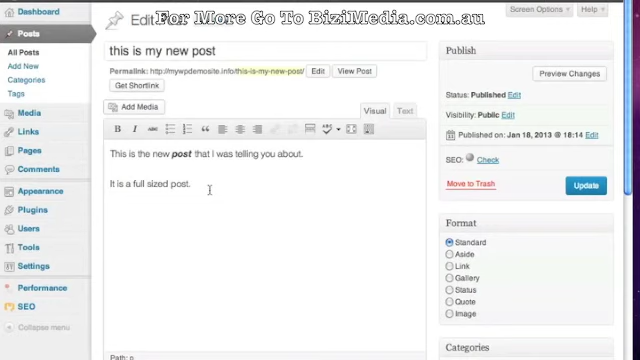 For More Go To BiziMedia.com.au
Screen Options
Help
Dashboard
Edit
Posts
All Posts
Add New
Categories
Tags
Media
Links
Pages
Comments
Appearance
Plugins
Users
Tools
Settings
Performance
SEO
Collapse menu
this is my new post
Permalink: http://mywpdemosite.info/this-is-my-new-post/ Edit View Post
Get Shortlink
Add Media
Visual Text
B I ABC
This is the new post that i was telling you about.
It is a full sized post.
Path: p
Publish
Preview Changes
Status: Published Edit
Visibility: Public Edit
Published on: Jan 18, 2013 @ 18:14 Edit
SEO: Check
Move to Trash
Update
Format
Standard
Aside
Link
Gallery
Status
Quote
Image
Categories